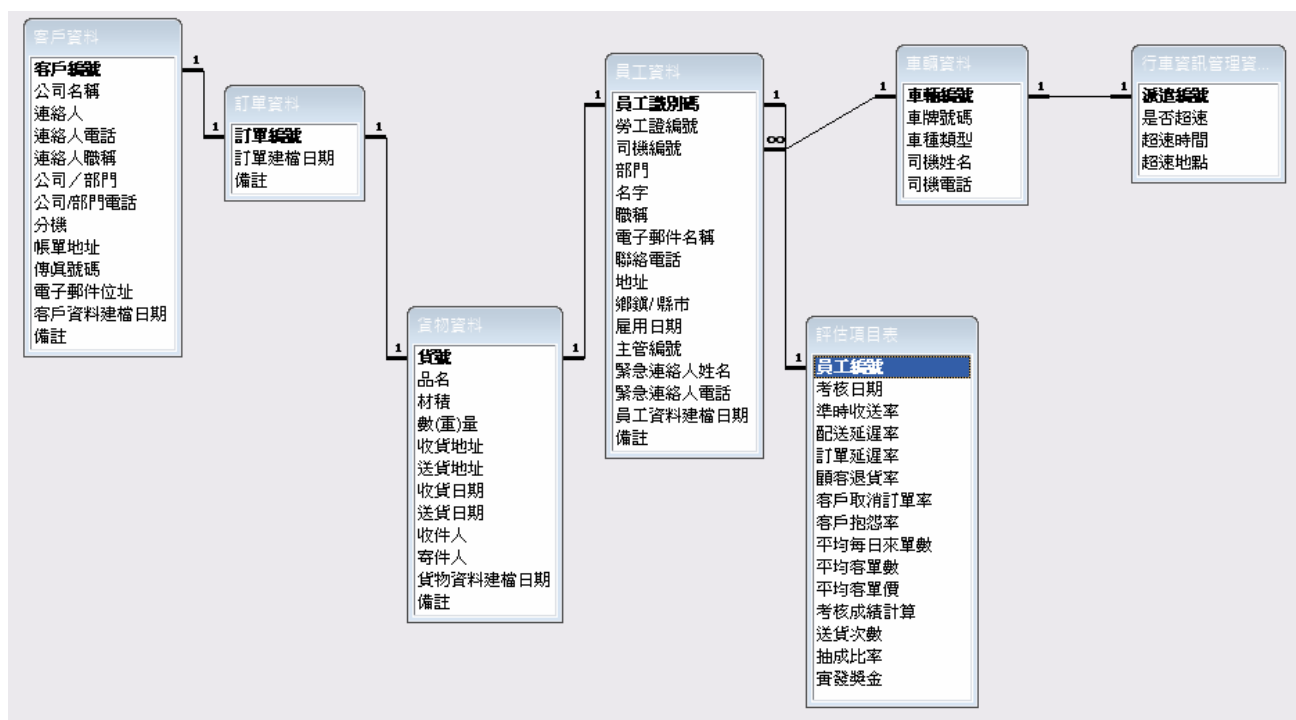 客戶資料
客戶編號
公司名稱
連絡人
連絡人電話
連絡人職稱
公司／部門
公司/部門電話
分機
帳單地址
傳真號碼
電子郵件位址
客戶資料建檔日期
備註
1
1
訂單資料
訂單編號
訂單建檔日期
備註
1
1
貨物資料
貨號
品名
材積
數(重)量
收貨地址
送貨地址
收貨日期
送貨日期
收件人
寄件人
貨物資料建檔日期
備註
1
1
員工資料
員工識別碼
勞工證編號
司機編號
部門
名字
職稱
電子郵件名稱
聯絡電話
地址
鄉鎮/縣市
雇用日期
主管編號
緊急連絡人姓名
緊急連絡人電話
員工資料建檔日期
備註
1
∞
1
車輛資料
車輛編號
車牌號碼
車種類型
司機姓名
司機電話
1
1
行車資訊管理資...
派遣編號
是否超速
超速時間
超速地點
1
評估項目表
員工編號
考核日期
準時收送率
配送延遲率
訂單延遲率
顧客退貨率
客戶取消訂單率
客戶抱怨率
平均每日來單數
平均客單數
平均客單價
考核成績計算
送貨次數
抽成比率
實發獎金